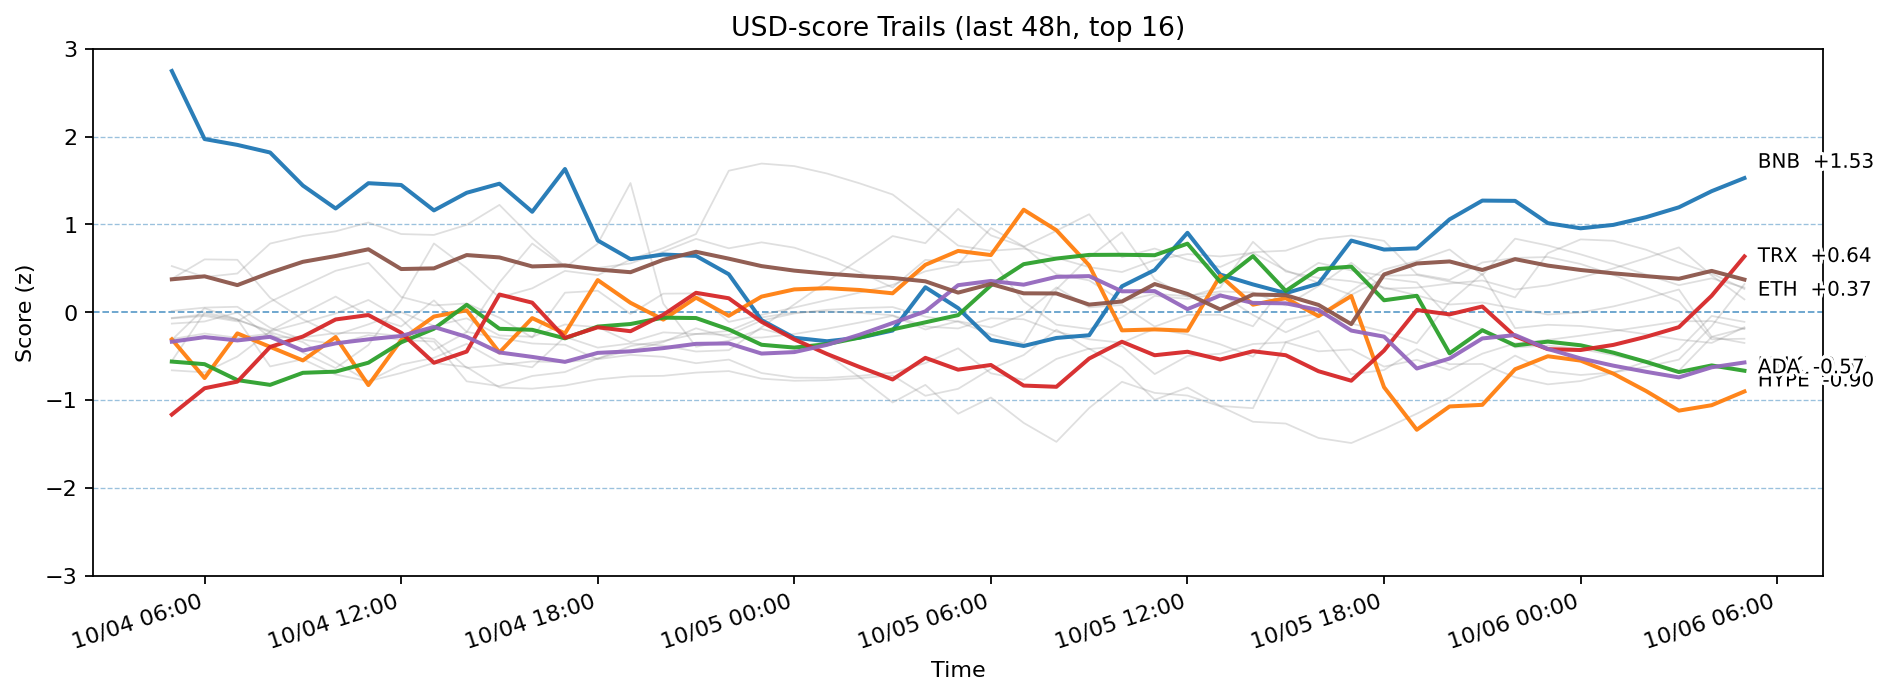 USD-score Trails (last 48h, top 16)
Score (z)
3
2
1
0
−1
−2
−3
BNB +1.53
TRX +0.64
ETH +0.37
ADA -0.57
HYPE -0.90
10/04 06:00
10/04 12:00
10/04 18:00
10/05 00:00
10/05 06:00
10/05 12:00
10/05 18:00
10/06 00:00
10/06 06:00
Time